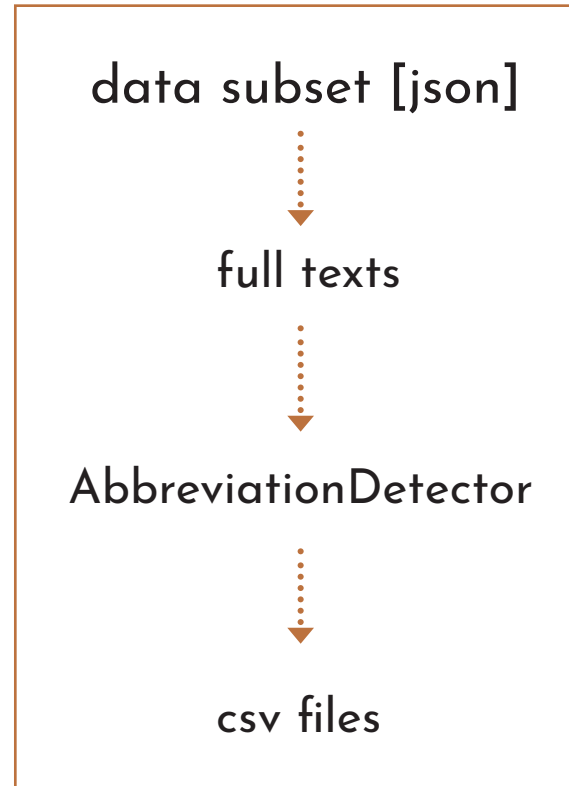 data subset [json]
full texts
AbbreviationDetector
csv files